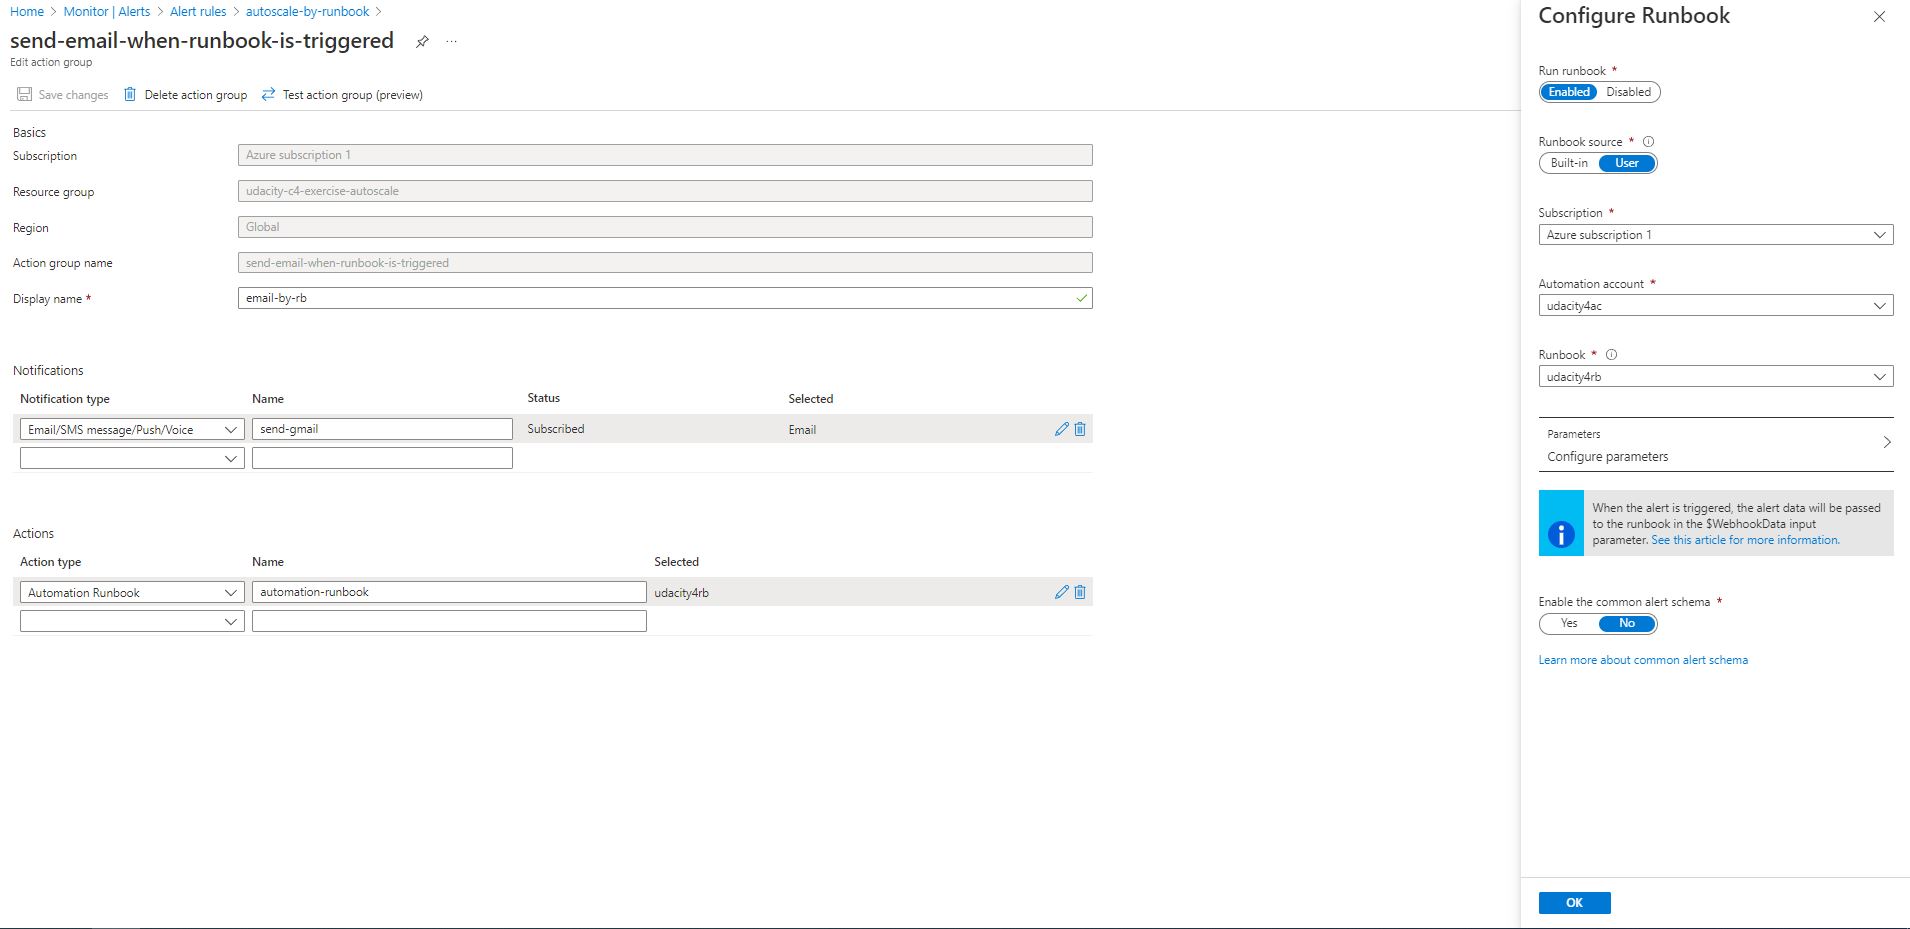 Home > Monitor | Alerts > Alert rules > autoscale-by-runbook >
send-email-when-runbook-is-triggered ...
Edit action group
Save changes Delete action group Test action group (preview)
Basics
Subscription Azure subscription 1
Resource group udacity-c4-exercise-autoscale
Region Global
Action group name send-email-when-runbook-is-triggered
Display name * email-by-rb
Notifications
Notification type Name Status Selected
Email/SMS message/Push/Voice send-gmail Subscribed Email
Actions
Action type Name Selected
Automation Runbook automation-runbook udacity4rb
Configure Runbook
Run runbook *
Enabled Disabled
Runbook source *
Built-in User
Subscription *
Azure subscription 1
Automation account *
udacity4ac
Runbook *
udacity4rb
Parameters
Configure parameters
When the alert is triggered, the alert data will be passed
to the runbook in the $WebhookData input
parameter. See this article for more information.
Enable the common alert schema *
Yes No
Learn more about common alert schema
OK